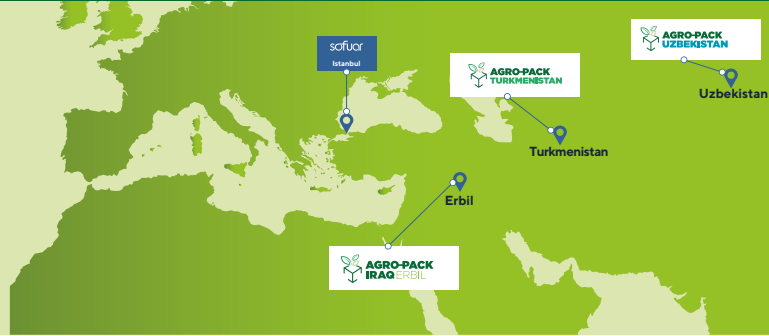 sofuar
Istanbul
AGRO-PACK
TURKMENISTAN
AGRO-PACK
UZBEKISTAN
Uzbekistan
Turkmenistan
Erbil
AGRO-PACK
IRAQ ERBIL